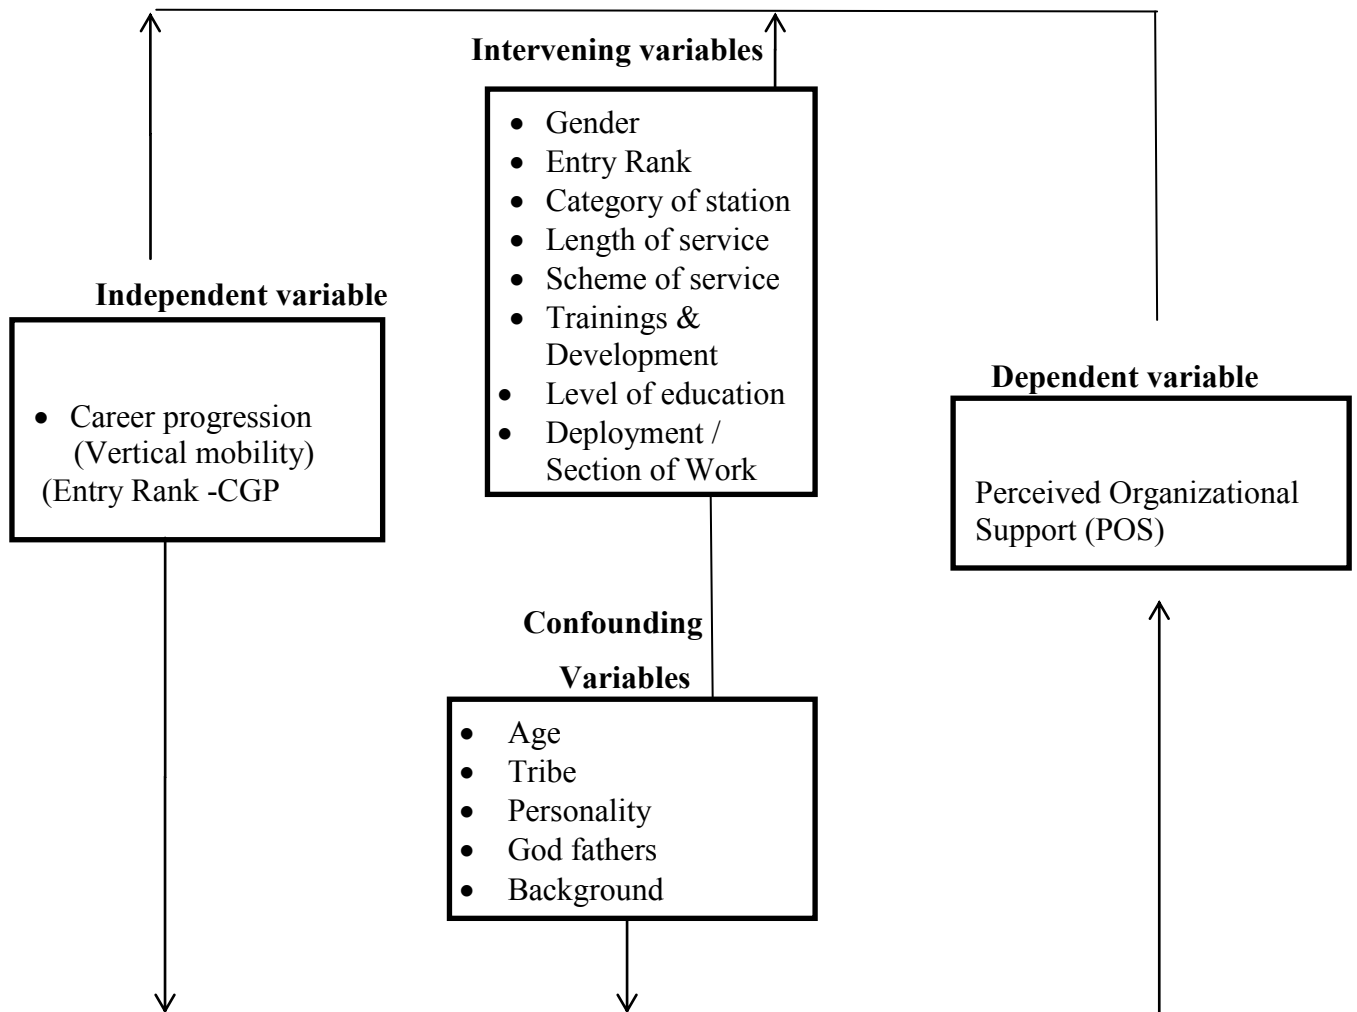 Intervening variables
• Gender
• Entry Rank
• Category of station
• Length of service
• Scheme of service
• Trainings &
Development
• Level of education
• Deployment /
Section of Work
Independent variable
• Career progression
(Vertical mobility)
(Entry Rank -CGP
Dependent variable
Perceived Organizational
Support (POS)
Confounding
Variables
• Age
• Tribe
• Personality
• God fathers
• Background